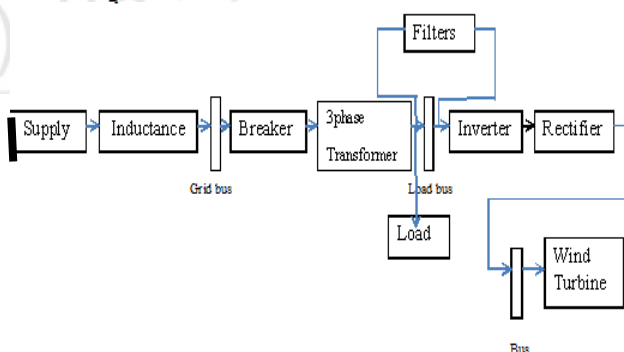 Filters
Supply
Inductance
Breaker
3phase
Transformer
Inverter
Rectifier
Grid bus
Load bus
Load
Wind
Turbine
Bus